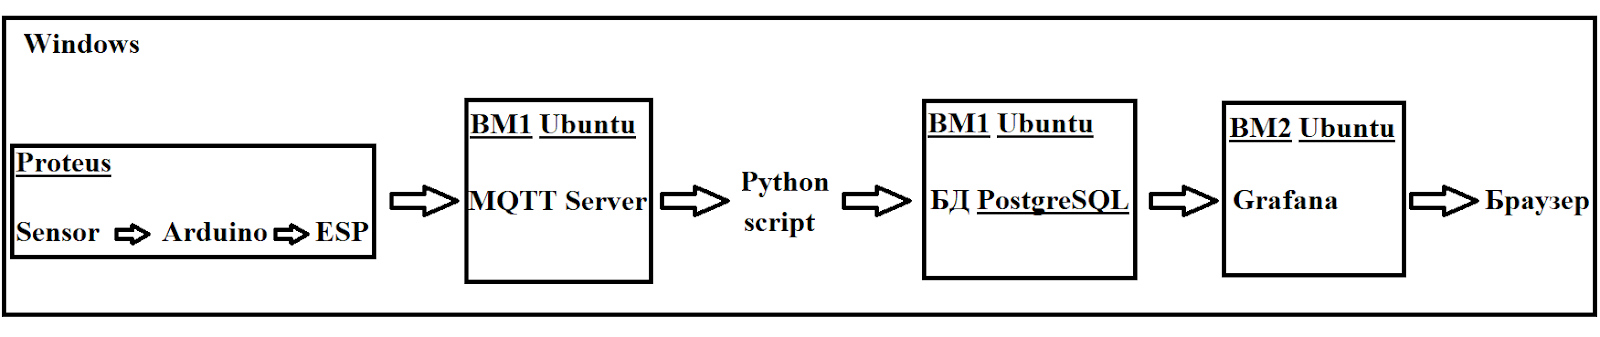 Windows
Proteus
Sensor Arduino ESP
ВМ1 Ubuntu
MQTT Server
Python
script
ВМ1 Ubuntu
БД PostgreSQL
ВМ2 Ubuntu
Grafana
Браузер